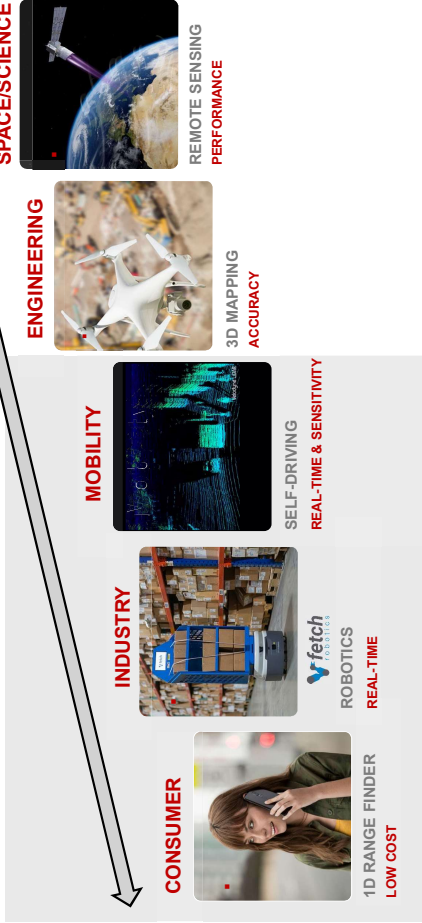 SPACE/SCIENCE
REMOTE SENSING
PERFORMANCE
ENGINEERING
3D MAPPING
ACCURACY
MOBILITY
SELF-DRIVING
REAL-TIME & SENSITIVITY
INDUSTRY
fetch
robotics
ROBOTICS
REAL-TIME
CONSUMER
1D RANGE FINDER
LOW COST